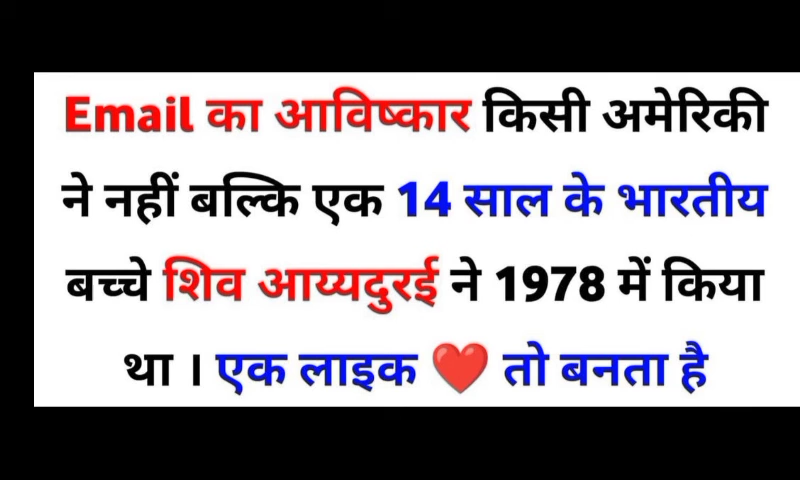 Email का आविष्कार किसी अमेरिकी
ने नहीं बल्कि एक 14 साल के भारतीय
बच्चे शिव आय्यदुरई ने 1978 में किया
था । एक लाइक ❤️ तो बनता है